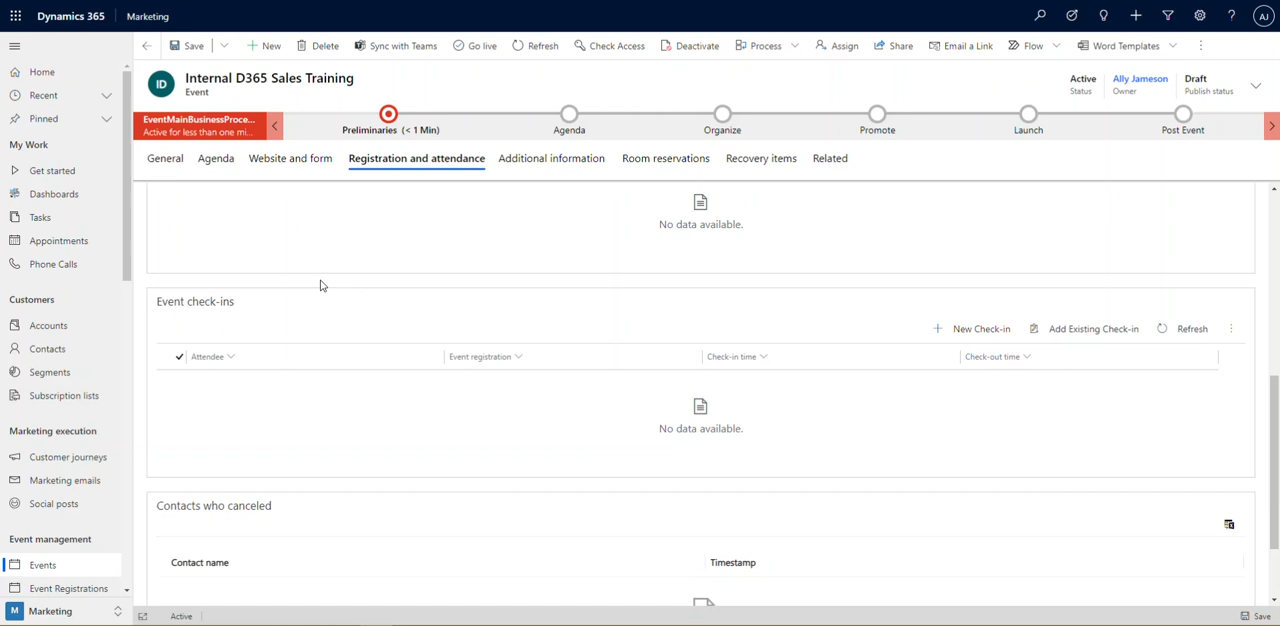 Dynamics 365 Marketing
AJ
Save New Delete Sync with Teams Go live Refresh Check Access Deactivate Process Assign Share Email a Link Flow Word Templates
Home
Recent
Pinned
My Work
Get started
Dashboards
Tasks
Appointments
Phone Calls
Customers
Accounts
Contacts
Segments
Subscription lists
Marketing execution
Customer journeys
Marketing emails
Social posts
Event management
Events
Event Registrations
M Marketing
ID
Internal D365 Sales Training
Event
Active
Status
Ally Jameson
Owner
Draft
Publish status
EventMainBusinessProce...
Active for less than one mi...
Preliminaries (< 1 Min) Agenda Organize Promote Launch Post Event
General Agenda Website and form Registration and attendance Additional information Room reservations Recovery items Related
No data available.
Event check-ins
New Check-in Add Existing Check-in Refresh
Attendee Event registration Check-in time Check-out time
No data available.
Contacts who canceled
Contact name Timestamp
Active Save